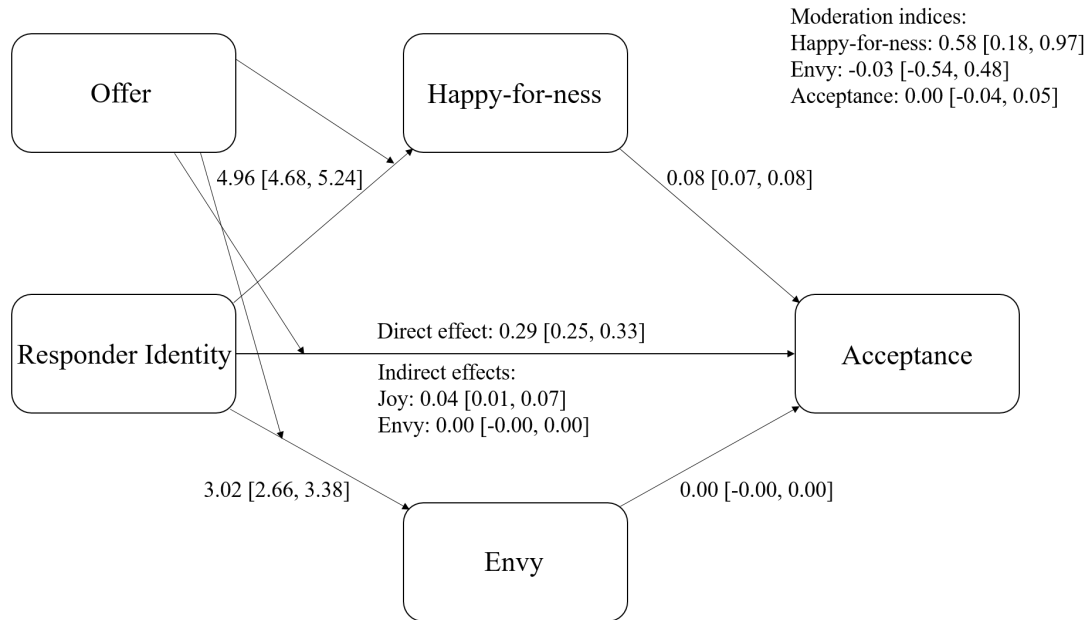 Moderation indices:
Happy-for-ness: 0.58 [0.18, 0.97]
Envy: -0.03 [-0.54, 0.48]
Acceptance: 0.00 [-0.04, 0.05]
Offer
Happy-for-ness
4.96 [4.68, 5.24]
0.08 [0.07, 0.08]
Responder Identity
Direct effect: 0.29 [0.25, 0.33]
Indirect effects:
Joy: 0.04 [0.01, 0.07]
Envy: 0.00 [-0.00, 0.00]
Acceptance
3.02 [2.66, 3.38]
0.00 [-0.00, 0.00]
Envy